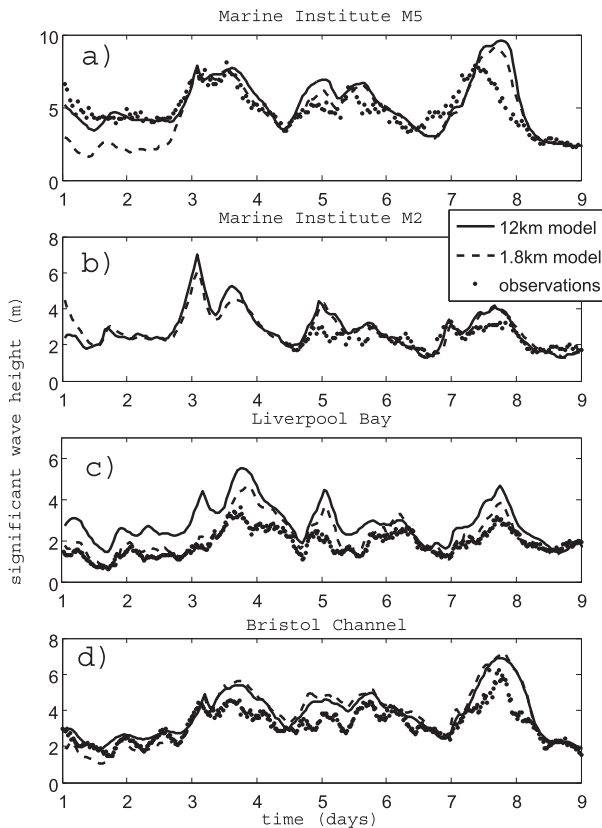 Marine Institute M5
10
5
0
a)
1 2 3 4 5 6 7 8 9
Marine Institute M2
8
6
4
2
0
b)
12km model
1.8km model
observations
1 2 3 4 5 6 7 8 9
significant wave height (m)
Liverpool Bay
6
4
2
0
c)
1 2 3 4 5 6 7 8 9
Bristol Channel
8
6
4
2
0
d)
1 2 3 4 5 6 7 8 9
time (days)